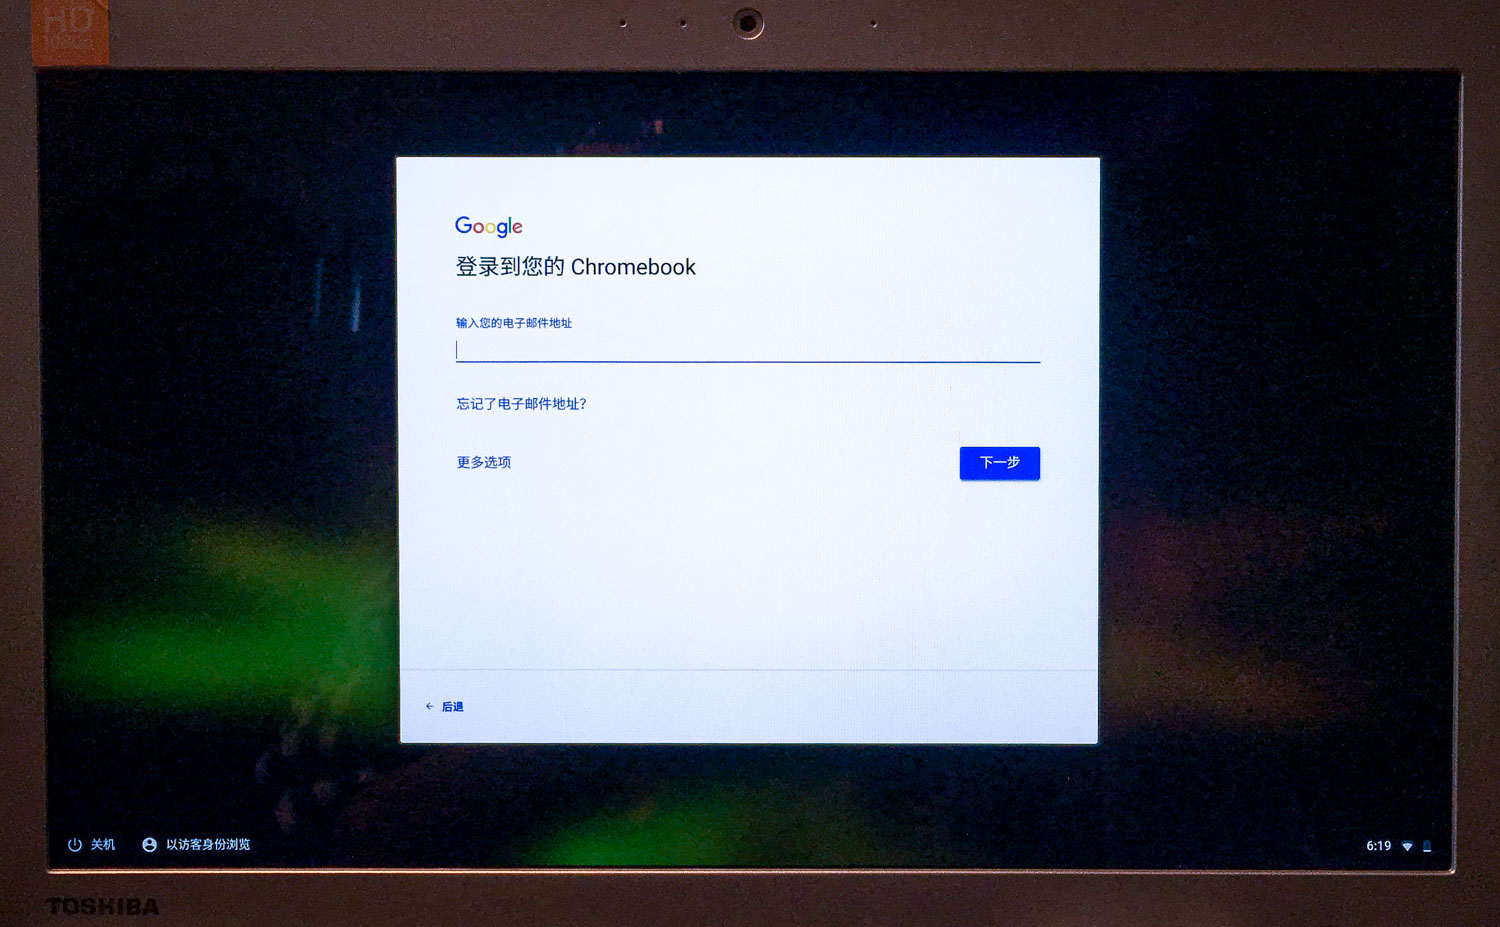 HD
1080p
Google
登录到您的 Chromebook
输入您的电子邮件地址
忘记了电子邮件地址？
更多选项
下一步
后退
关机
以访客身份浏览
6:19
TOSHIBA